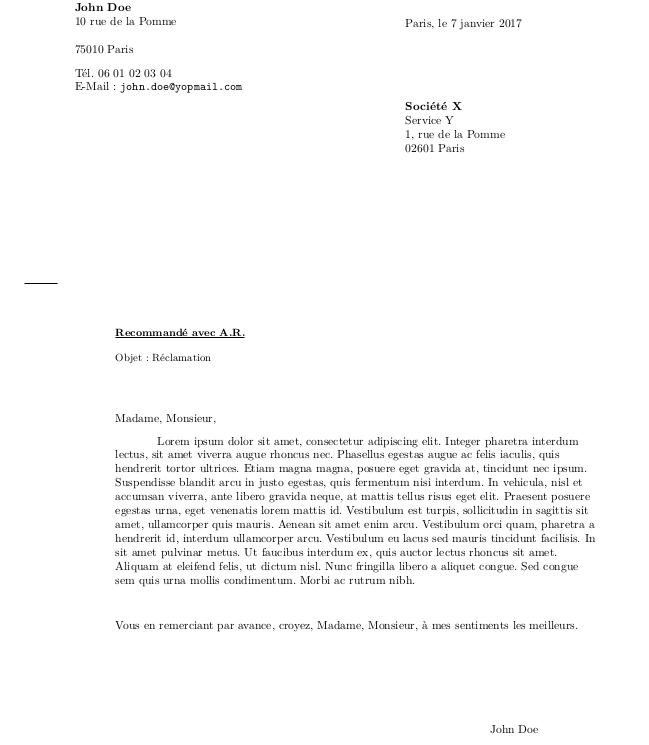 John Doe
10 rue de la Pomme
Paris, le 7 janvier 2017
75010 Paris
Tél. 06 01 02 03 04
E-Mail : john.doe@yopmail.com
Société X
Service Y
1, rue de la Pomme
02601 Paris
Recommandé avec A.R.
Objet : Réclamation
Madame, Monsieur,
Lorem ipsum dolor sit amet, consectetur adipiscing elit. Integer pharetra interdum
lectus, sit amet viverra augue rhoncus nec. Phasellus egestas augue ac felis iaculis, quis
hendrerit tortor ultrices. Etiam magna magna, posuere eget gravida at, tincidunt nec ipsum.
Suspendisse blandit arcu in justo egestas, quis fermentum nisi interdum. In vehicula, nisl et
accumsan viverra, ante libero gravida neque, at mattis tellus risus eget elit. Praesent posuere
egestas urna, eget venenatis lorem mattis id. Vestibulum est turpis, sollicitudin in sagittis sit
amet, ullamcorper quis mauris. Aenean sit amet enim arcu. Vestibulum orci quam, pharetra a
hendrerit id, interdum ullamcorper arcu. Vestibulum eu lacus sed mauris tincidunt facilisis. In
sit amet pulvinar metus. Ut faucibus interdum ex, quis auctor lectus rhoncus sit amet.
Aliquam at eleifend felis, ut dictum nisl. Nunc fringilla libero a aliquet congue. Sed congue
sem quis urna mollis condimentum. Morbi ac rutrum nibh.
Vous en remerciant par avance, croyez, Madame, Monsieur, à mes sentiments les meilleurs.
John Doe